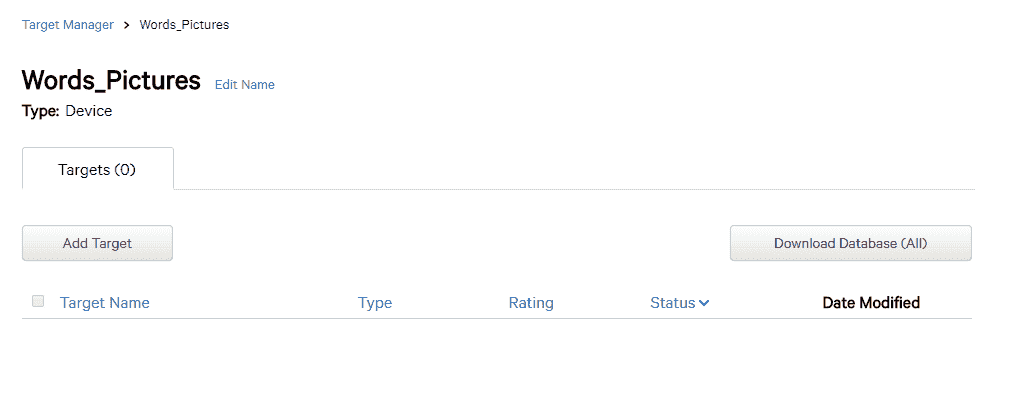 Target Manager > Words_Pictures
Words_Pictures Edit Name
Type: Device
Targets (0)
Add Target Download Database (All)
Target Name Type Rating Status Date Modified